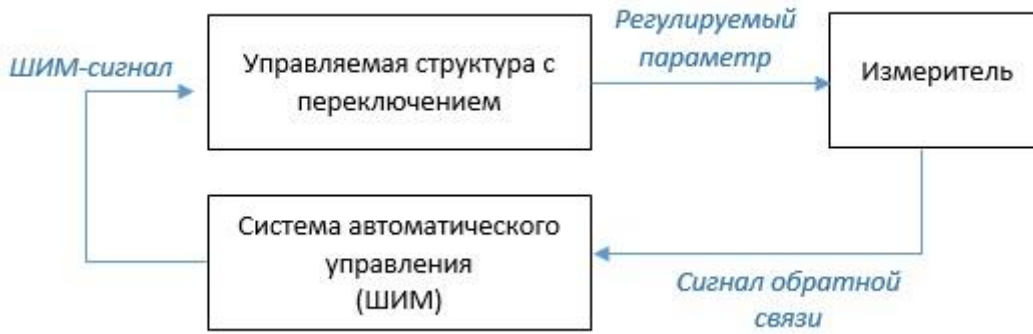 ШИМ-сигнал
Управляемая структура с
переключением
Регулируемый
параметр
Измеритель
Система автоматического
управления
(ШИМ)
Сигнал обратной
связи